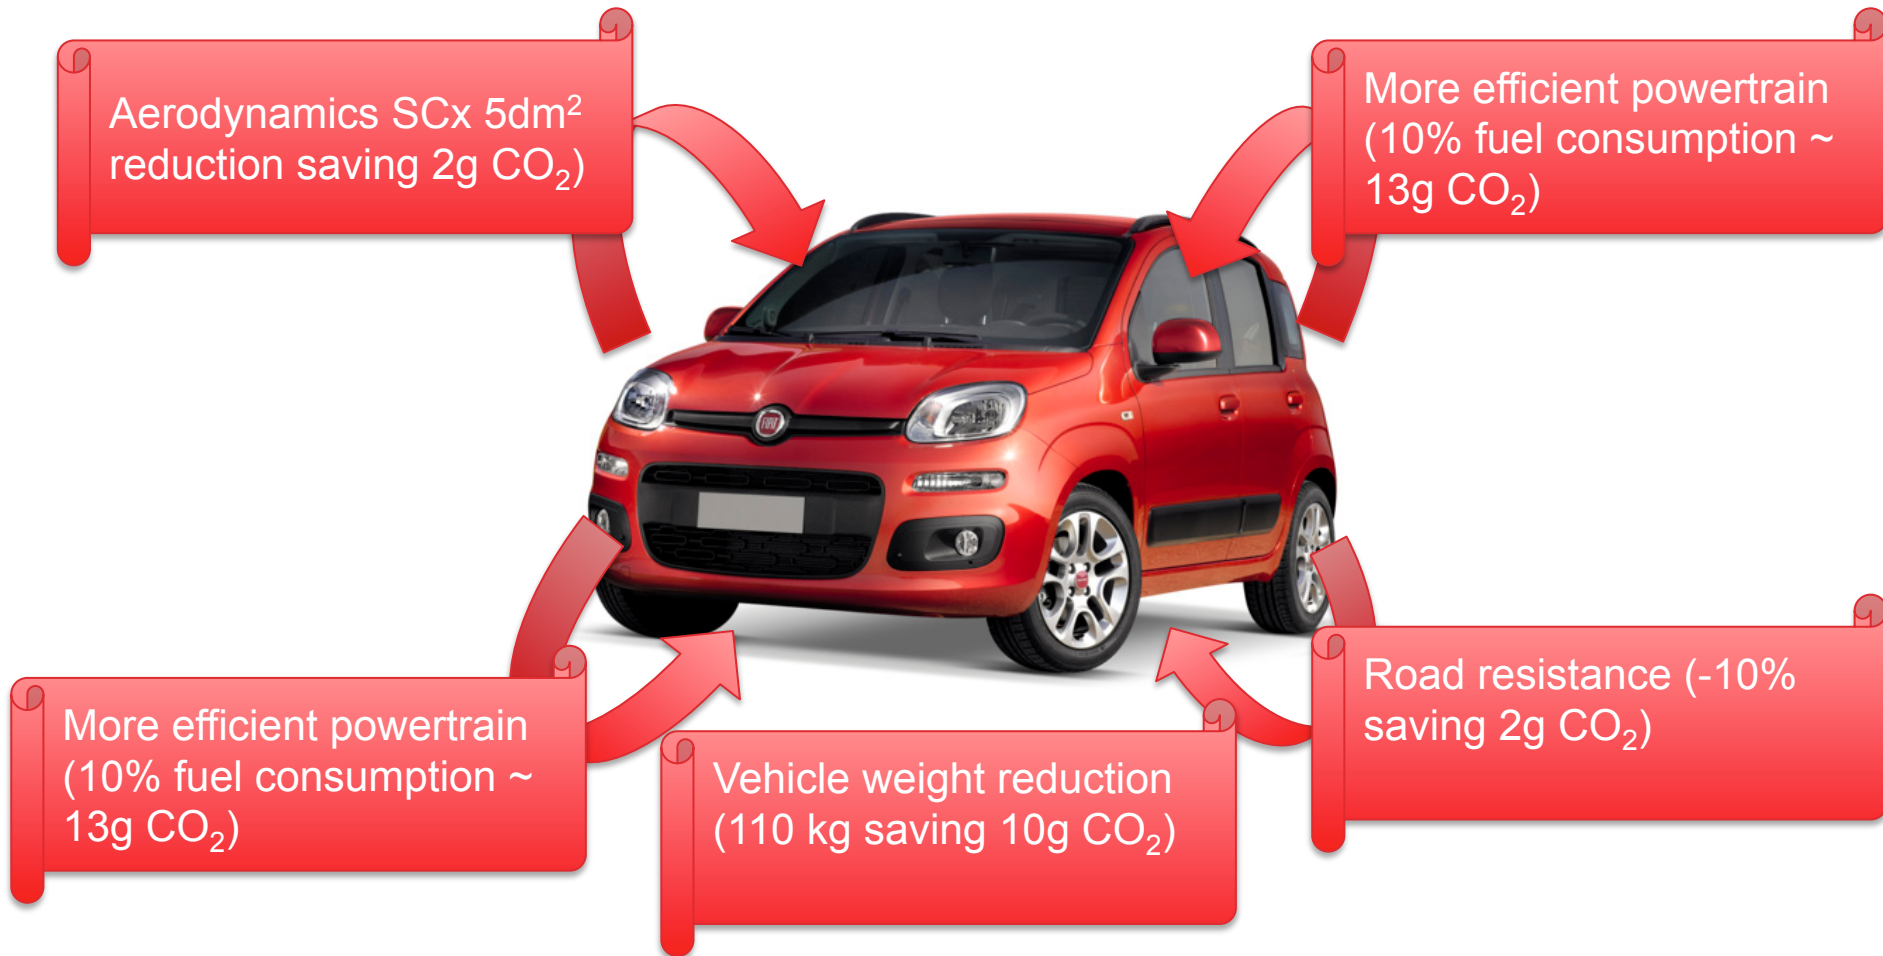 Aerodynamics SCx 5dm²
reduction saving 2g CO₂)
More efficient powertrain
(10% fuel consumption ~
13g CO₂)
FIAT
More efficient powertrain
(10% fuel consumption ~
13g CO₂)
Vehicle weight reduction
(110 kg saving 10g CO₂)
Road resistance (-10%
saving 2g CO₂)